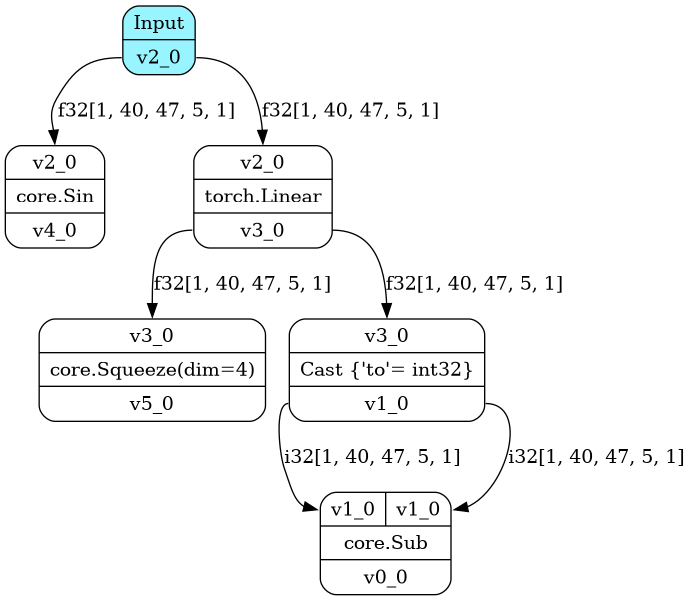 Input
v2_0
f32[1, 40, 47, 5, 1]
f32[1, 40, 47, 5, 1]
v2_0
core.Sin
v4_0
v2_0
torch.Linear
v3_0
f32[1, 40, 47, 5, 1]
f32[1, 40, 47, 5, 1]
v3_0
core.Squeeze(dim=4)
v5_0
v3_0
Cast {'to'= int32}
v1_0
i32[1, 40, 47, 5, 1]
i32[1, 40, 47, 5, 1]
v1_0 v1_0
core.Sub
v0_0